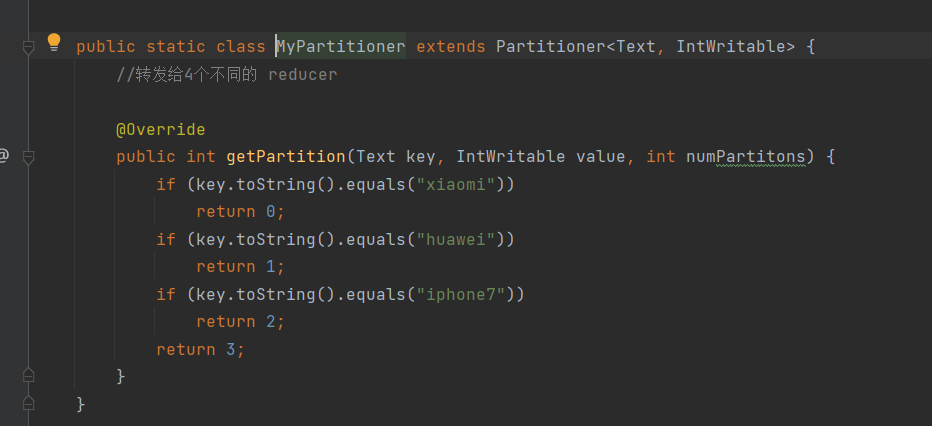 public static class MyPartitioner extends Partitioner<Text, IntWritable> {
//转发给4个不同的 reducer
@Override
public int getPartition(Text key, IntWritable value, int numPartitons) {
if (key.toString().equals("xiaomi"))
return 0;
if (key.toString().equals("huawei"))
return 1;
if (key.toString().equals("iphone7"))
return 2;
return 3;
}
}